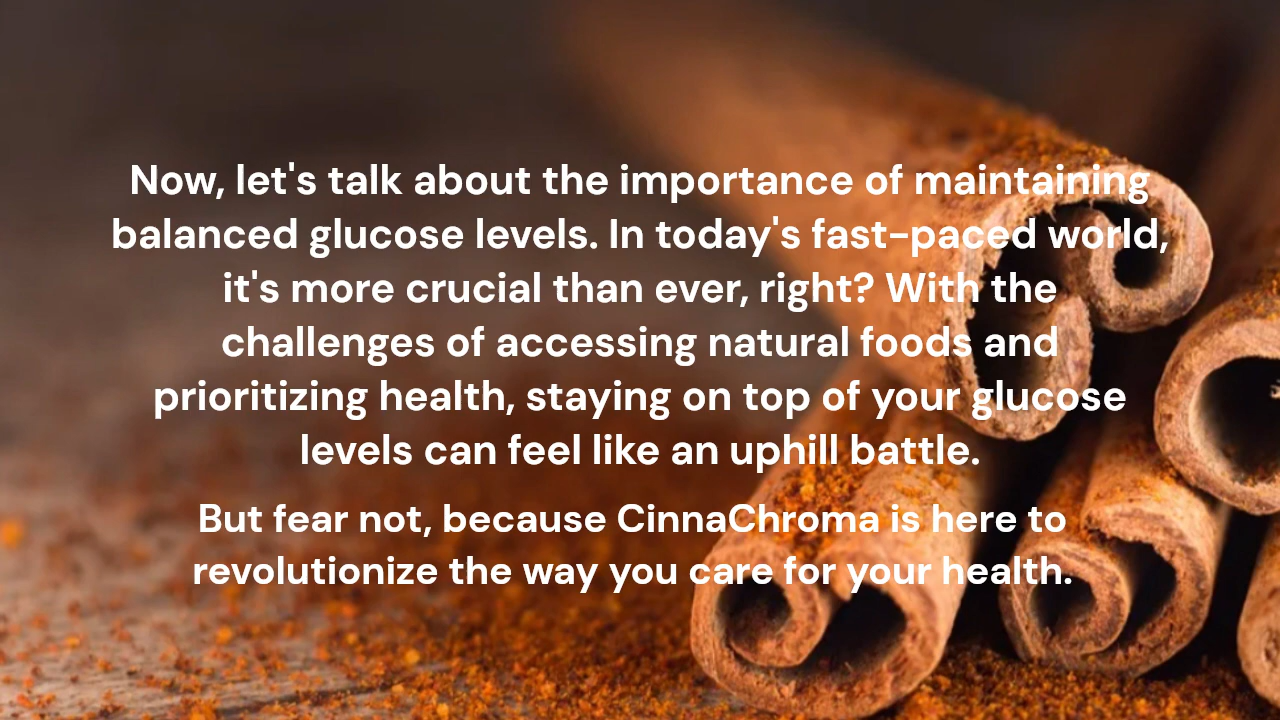 Now, let's talk about the importance of maintaining
balanced glucose levels. In today's fast-paced world,
it's more crucial than ever, right? With the
challenges of accessing natural foods and
prioritizing health, staying on top of your glucose
levels can feel like an uphill battle.
But fear not, because CinnaChroma is here to
revolutionize the way you care for your health.